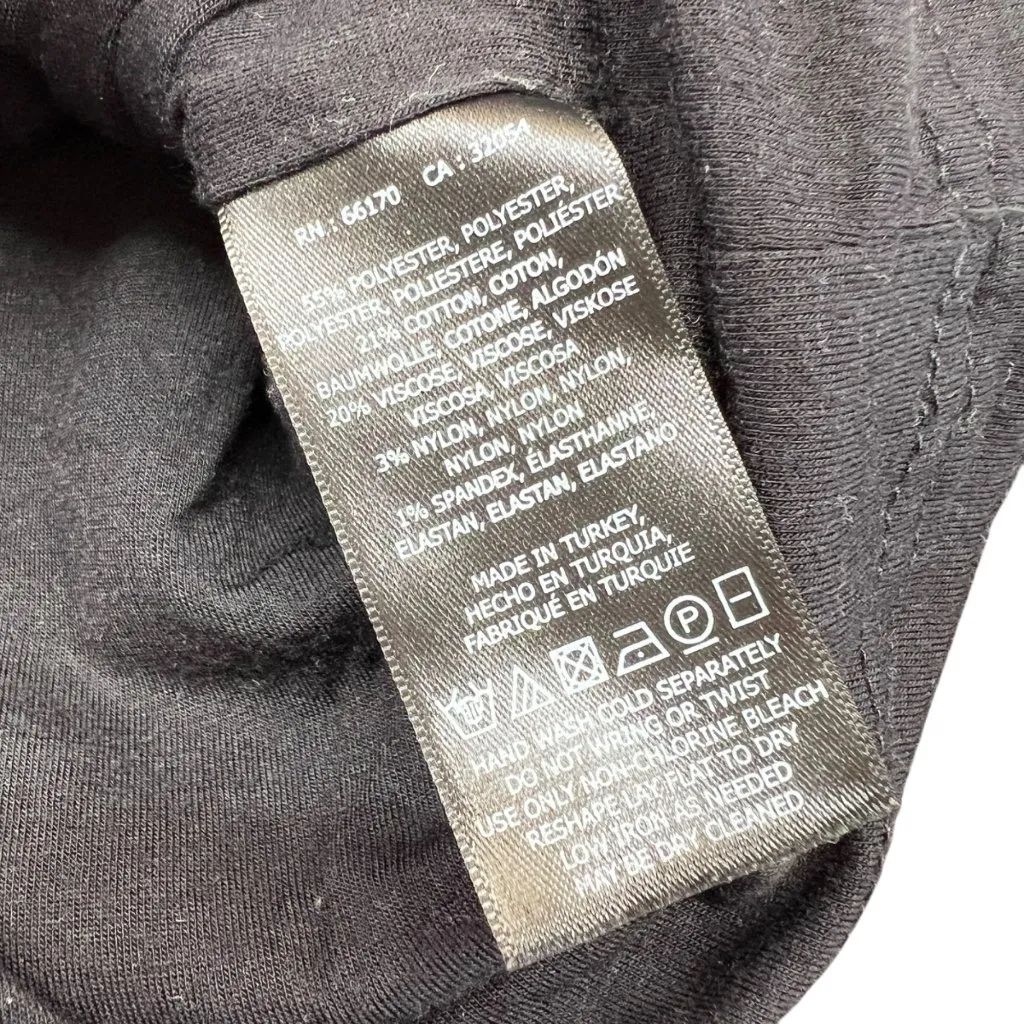 RN : 66170 CA : 32054
55% POLYESTER, POLYESTER,
POLYESTER, POLIESTERE, POLIÉSTER
21% COTTON, COTON,
BAUMWOLLE, COTONE, ALGODÓN
20% VISCOSE, VISCOSE, VISKOSE
VISCOSA, VISCOSA
3% NYLON, NYLON, NYLON,
NYLON, NYLON
1% SPANDEX, ÉLASTHANNE,
ELASTAN, ELASTAN, ELASTANO
MADE IN TURKEY,
HECHO EN TURQUIA,
FABRIQUÉ EN TURQUIE
P
HAND WASH COLD SEPARATELY
DO NOT WRING OR TWIST
USE ONLY NON-CHLORINE BLEACH
RESHAPE LAY FLAT TO DRY
LOW IRON AS NEEDED
MAY BE DRY CLEANED